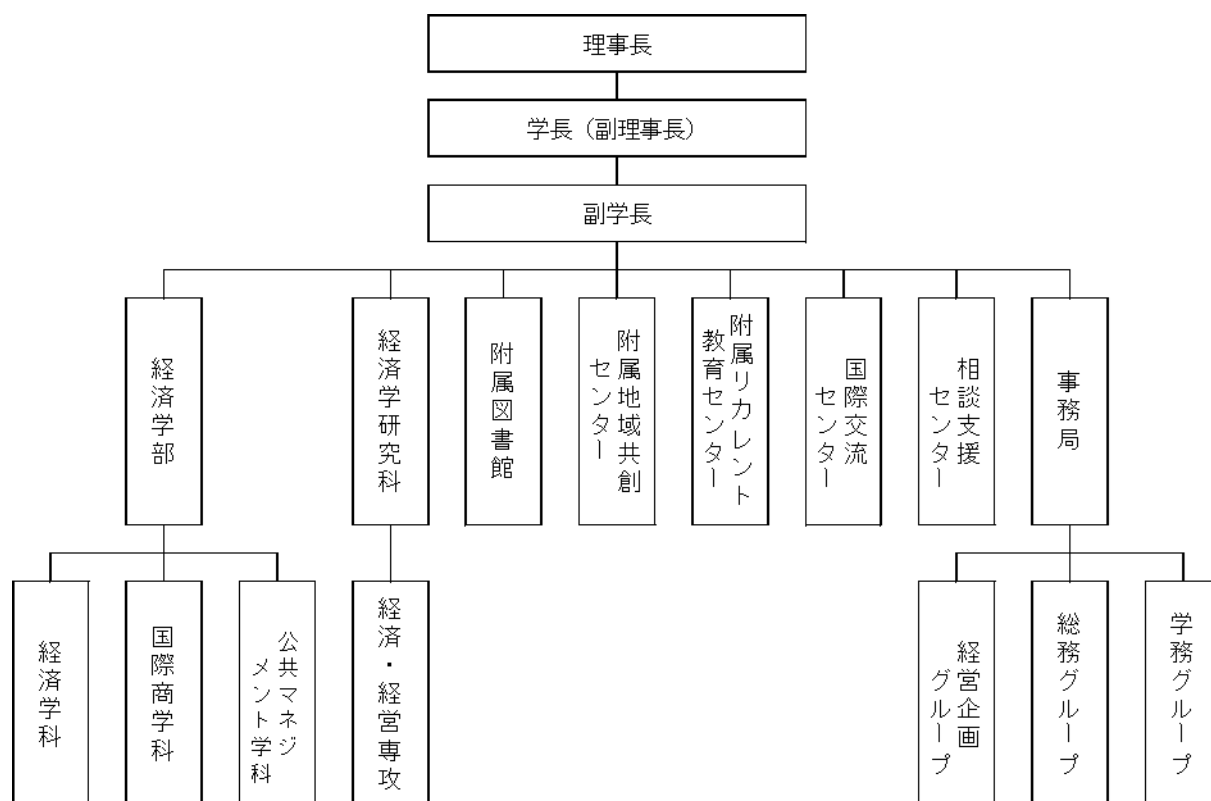 理事長
学長（副理事長）
副学長
経済学部
経済学研究科
附属図書館
附属地域共創
センター
附属リカレント
教育センター
国際交流
センター
相談支援
センター
事務局
経済学科
国際商学科
公共マネジ
メント学科
経済・経営専攻
経営企画
グループ
総務グループ
学務グループ